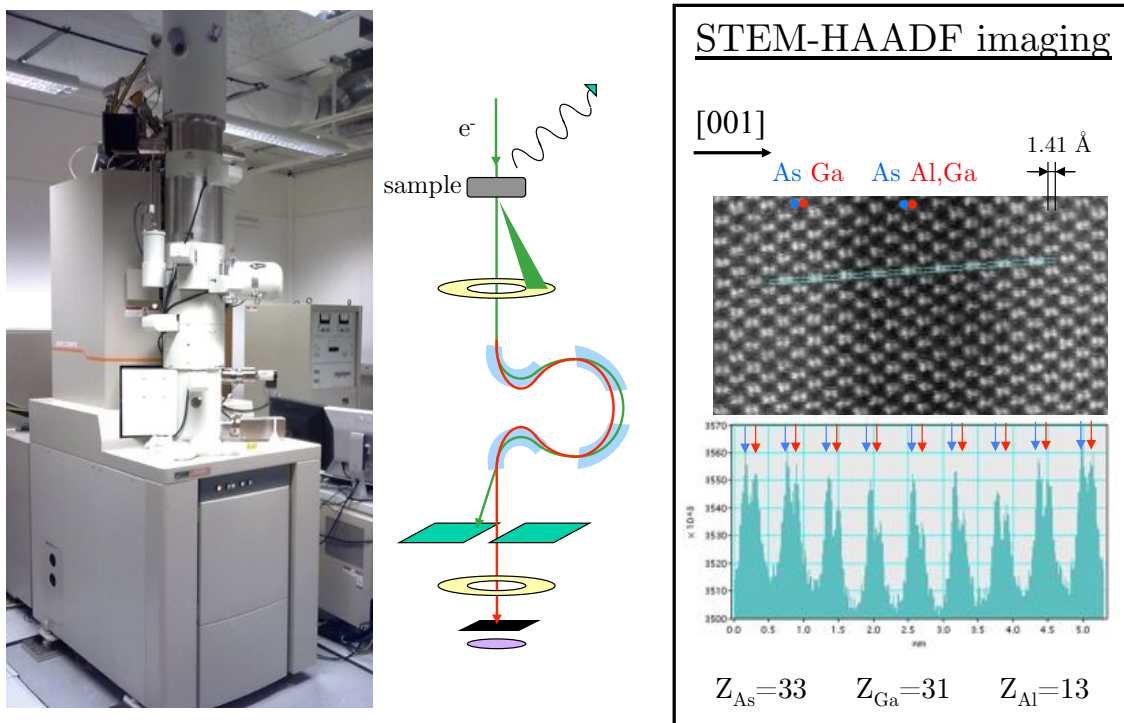 STEM-HAADF imaging
e-
sample
[001]
1.41 Å
As Ga
As Al,Ga
3570
3560
3550
3540
3530
3520
3510
3500
x 10^3
0.0 0.5 1.0 1.5 2.0 2.5 3.0 3.5 4.0 4.5 5.0
nm
Z_As=33 Z_Ga=31 Z_Al=13